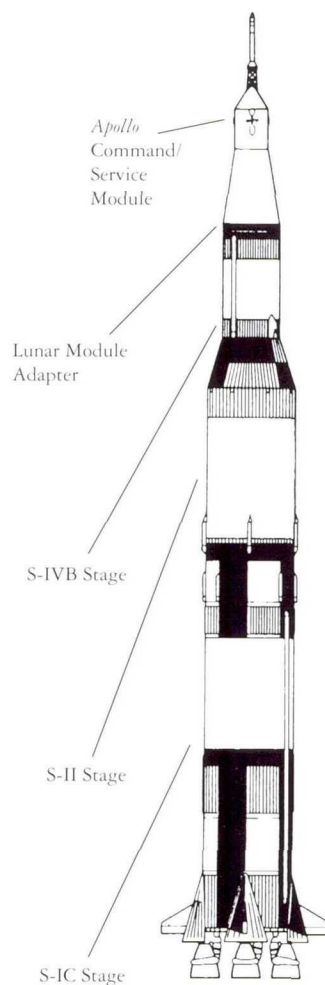 Apollo
Command/
Service
Module
Lunar Module
Adapter
S-IVB Stage
S-II Stage
S-IC Stage